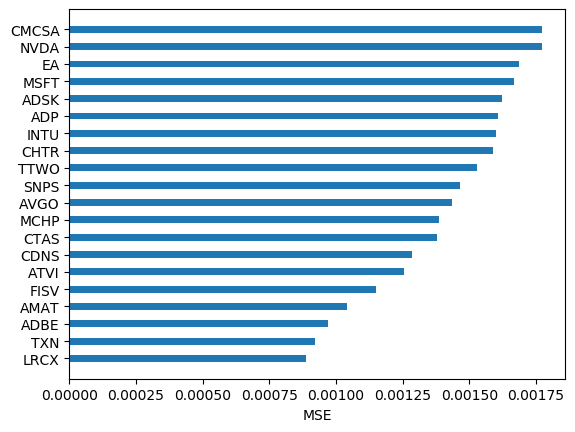 CMCSA
NVDA
EA
MSFT
ADSK
ADP
INTU
CHTR
TTWO
SNPS
AVGO
MCHP
CTAS
CDNS
ATVI
FISV
AMAT
ADBE
TXN
LRCX
0.00000 0.00025 0.00050 0.00075 0.00100 0.00125 0.00150 0.00175
MSE